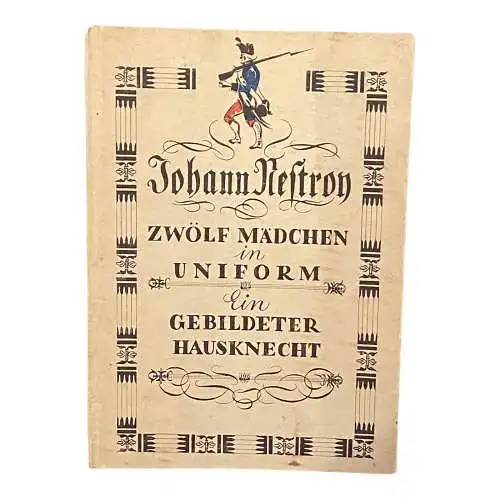 Johann Nestroy
ZWÖLF MÄDCHEN
in
UNIFORM
Ein
GEBILDETER
HAUSKNECHT